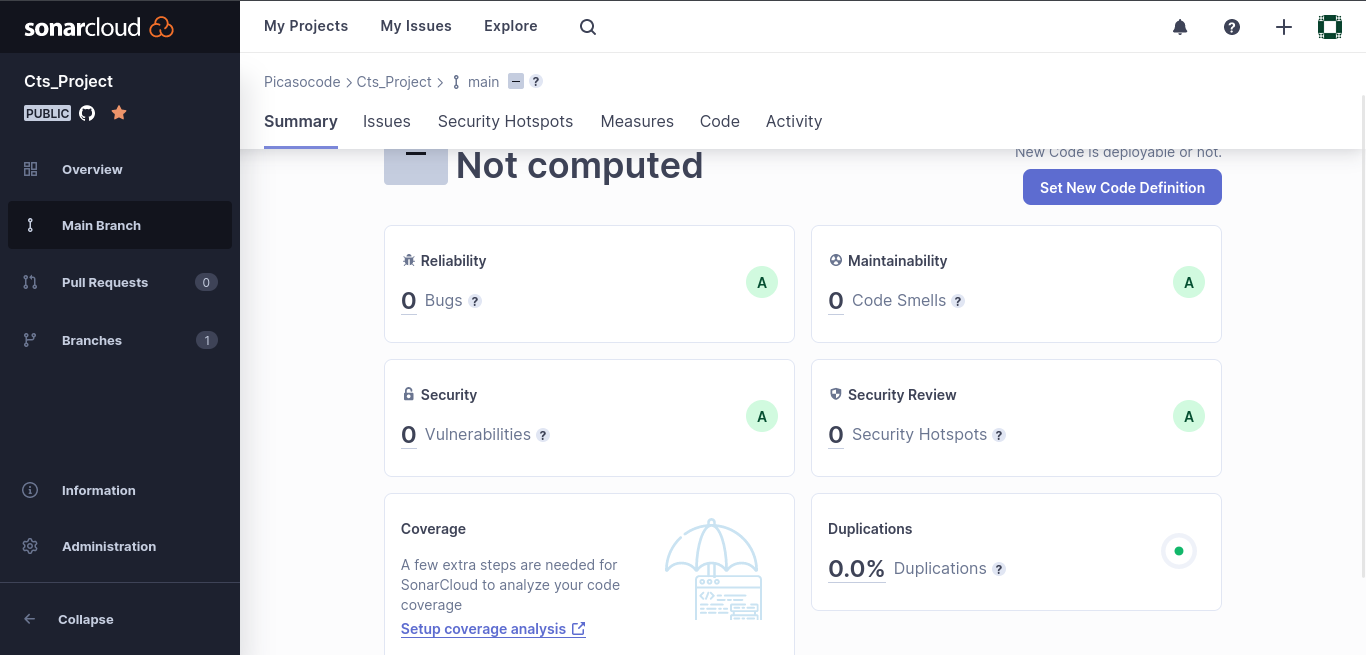 sonarcloud
My Projects My Issues Explore
Cts_Project
PUBLIC
Overview
Main Branch
Pull Requests 0
Branches 1
Information
Administration
Collapse
Picasocode > Cts_Project > main – ?
Summary Issues Security Hotspots Measures Code Activity
– Not computed
New Code is deployable or not.
Set New Code Definition
Reliability
0 Bugs ?
A
Maintainability
0 Code Smells ?
A
Security
0 Vulnerabilities ?
A
Security Review
0 Security Hotspots ?
A
Coverage
A few extra steps are needed for
SonarCloud to analyze your code
coverage
Setup coverage analysis
Duplications
0.0% Duplications ?